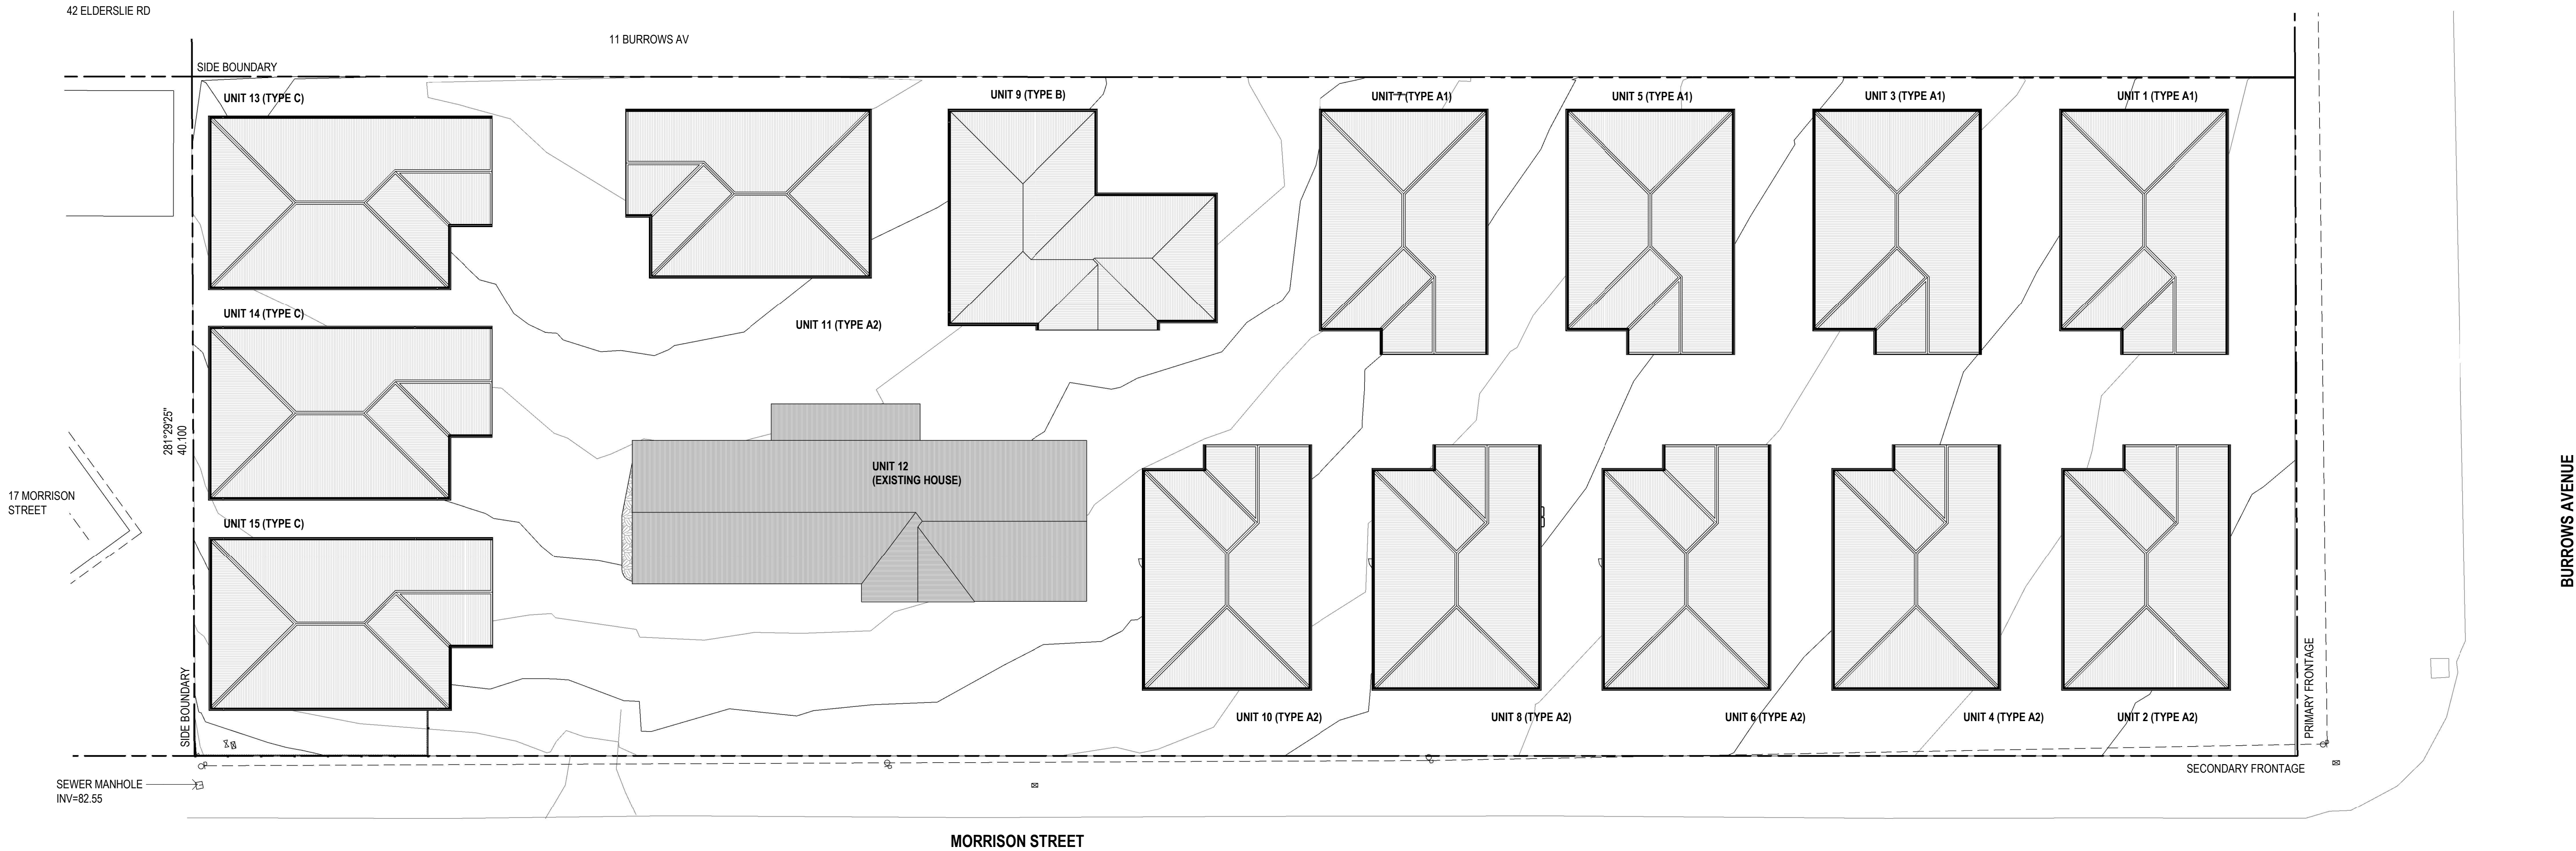 42 ELDERSLIE RD
11 BURROWS AV
SIDE BOUNDARY
UNIT 13 (TYPE C)
UNIT 9 (TYPE B)
UNIT 7 (TYPE A1)
UNIT 5 (TYPE A1)
UNIT 3 (TYPE A1)
UNIT 1 (TYPE A1)
UNIT 14 (TYPE C)
UNIT 11 (TYPE A2)
281°29'25"
40.100
UNIT 12
(EXISTING HOUSE)
17 MORRISON
STREET
UNIT 15 (TYPE C)
BURROWS AVENUE
SIDE BOUNDARY
PRIMARY FRONTAGE
UNIT 10 (TYPE A2)
UNIT 8 (TYPE A2)
UNIT 6 (TYPE A2)
UNIT 4 (TYPE A2)
UNIT 2 (TYPE A2)
SECONDARY FRONTAGE
SEWER MANHOLE
INV=82.55
MORRISON STREET